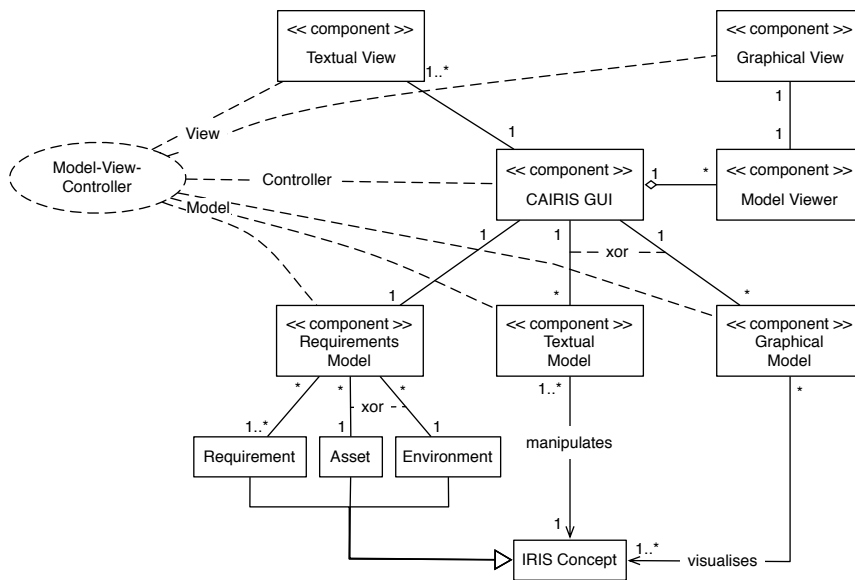 << component >>
Textual View
<< component >>
Graphical View
1..*
1
View
1
1
Model-View-
Controller
Controller
<< component >>
CAIRIS GUI
1
*
<< component >>
Model Viewer
Model
1
1
xor
1
1
*
*
<< component >>
Requirements
Model
<< component >>
Textual
Model
<< component >>
Graphical
Model
*
*
*
1..*
*
xor
1..*
1
1
manipulates
Requirement
Asset
Environment
1
1..*
IRIS Concept
visualises